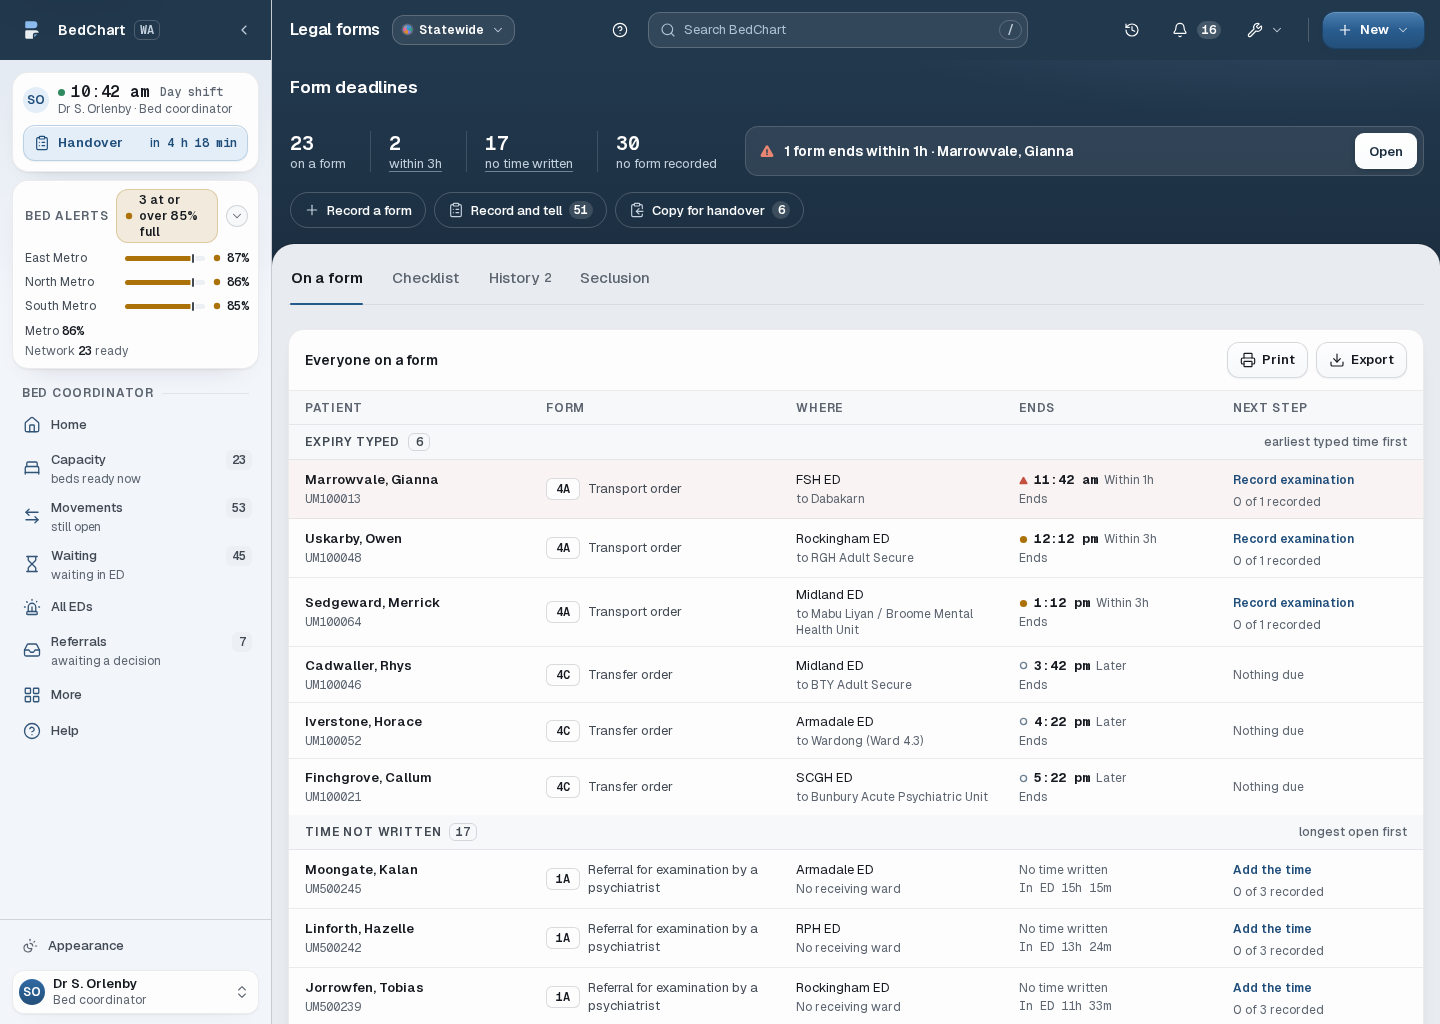 BedChart WA
Legal forms Statewide
Search BedChart /
16
New
SO 10:42 am Day shift
Dr S. Orlenby · Bed coordinator
Handover in 4 h 18 min
BED ALERTS
3 at or
over 85%
full
East Metro 87%
North Metro 86%
South Metro 85%
Metro 86%
Network 23 ready
BED COORDINATOR
Home
Capacity 23
beds ready now
Movements 53
still open
Waiting 45
waiting in ED
All EDs
Referrals 7
awaiting a decision
More
Help
Appearance
SO Dr S. Orlenby
Bed coordinator
Form deadlines
23 on a form
2 within 3h
17 no time written
30 no form recorded
1 form ends within 1h · Marrowvale, Gianna Open
Record a form
Record and tell 51
Copy for handover 6
On a form Checklist History 2 Seclusion
Everyone on a form Print Export
PATIENT FORM WHERE ENDS NEXT STEP
EXPIRY TYPED 6 earliest typed time first
Marrowvale, Gianna 4A Transport order FSH ED 11:42 am Within 1h Record examination
UM100013 to Dabakarn Ends 0 of 1 recorded
Uskarby, Owen 4A Transport order Rockingham ED 12:12 pm Within 3h Record examination
UM100048 to RGH Adult Secure Ends 0 of 1 recorded
Sedgeward, Merrick 4A Transport order Midland ED 1:12 pm Within 3h Record examination
UM100064 to Mabu Liyan / Broome Mental Ends 0 of 1 recorded
Health Unit
Cadwaller, Rhys 4C Transfer order Midland ED 3:42 pm Later Nothing due
UM100046 to BTY Adult Secure Ends
Iverstone, Horace 4C Transfer order Armadale ED 4:22 pm Later Nothing due
UM100052 to Wardong (Ward 4.3) Ends
Finchgrove, Callum 4C Transfer order SCGH ED 5:22 pm Later Nothing due
UM100021 to Bunbury Acute Psychiatric Unit Ends
TIME NOT WRITTEN 17 longest open first
Moongate, Kalan 1A Referral for examination by a Armadale ED No time written Add the time
UM500245 psychiatrist No receiving ward In ED 15h 15m 0 of 3 recorded
Linforth, Hazelle 1A Referral for examination by a RPH ED No time written Add the time
UM500242 psychiatrist No receiving ward In ED 13h 24m 0 of 3 recorded
Jorrowfen, Tobias 1A Referral for examination by a Rockingham ED No time written Add the time
UM500239 psychiatrist No receiving ward In ED 11h 33m 0 of 3 recorded